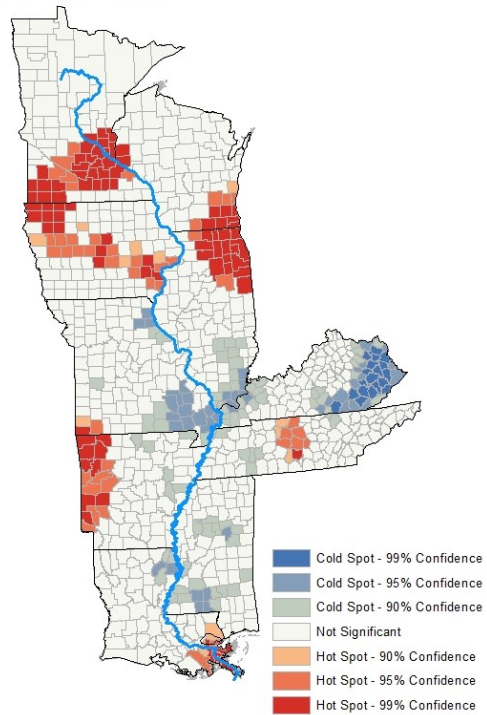 Cold Spot - 99% Confidence
Cold Spot - 95% Confidence
Cold Spot - 90% Confidence
Not Significant
Hot Spot - 90% Confidence
Hot Spot - 95% Confidence
Hot Spot - 99% Confidence